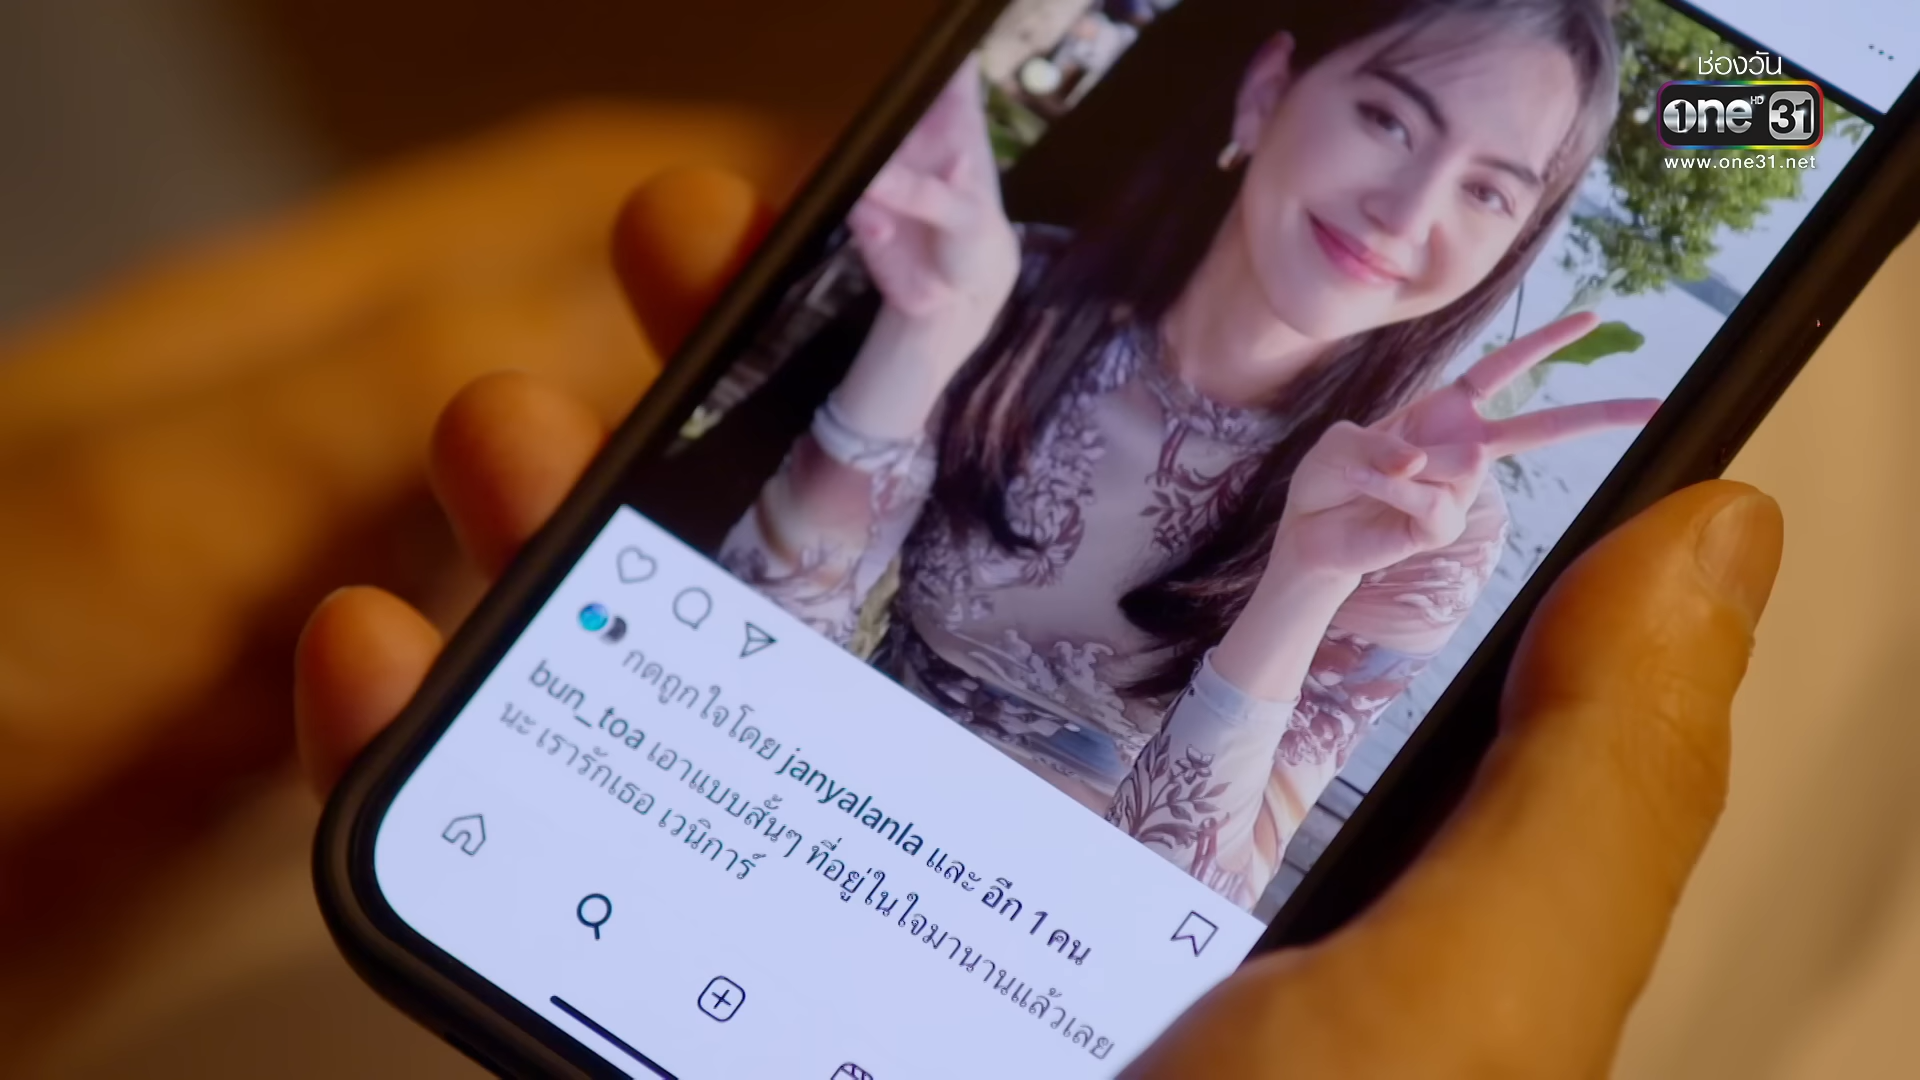 ช่องวัน
one HD 31
www.one31.net
กดถูกใจโดย janyalanla และ อีก 1 คน
bun_toa เอาแบบสั้นๆ ที่อยู่ในใจมานานแล้วเลย
นะ เรารักเธอ เวนิการ์